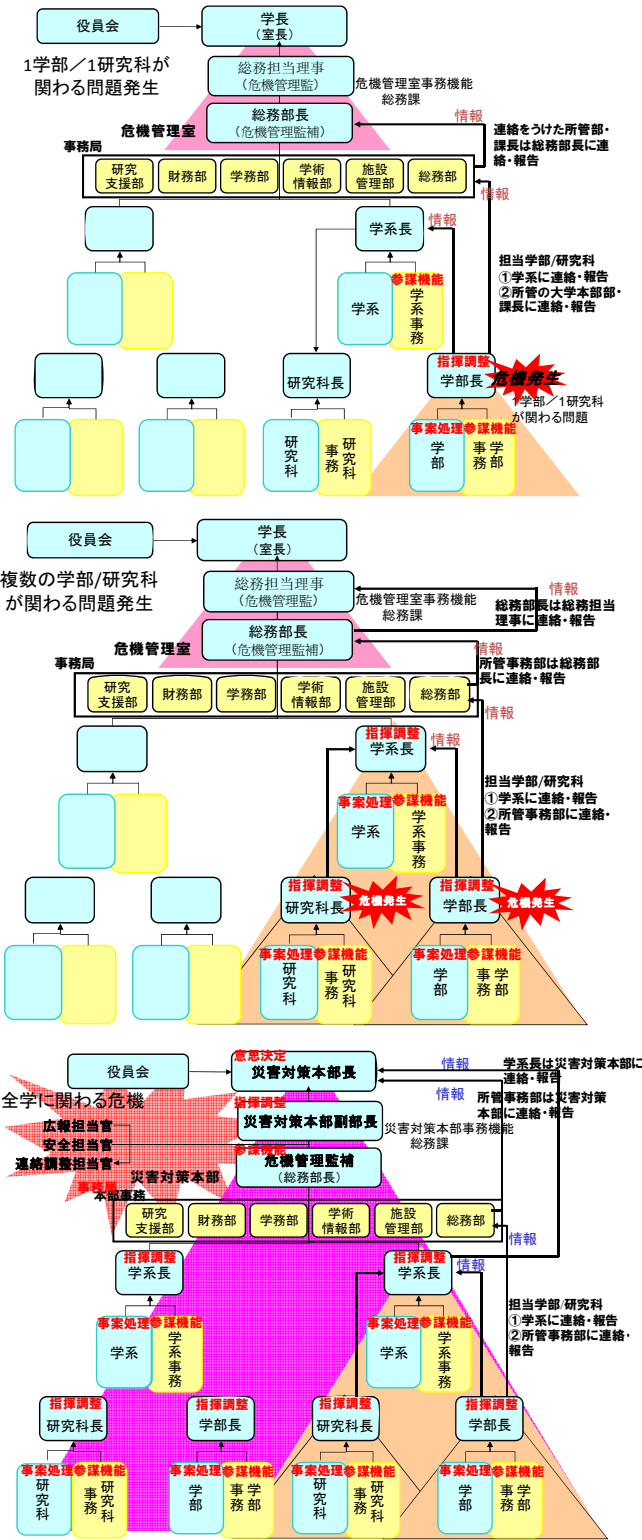 役員会
学長
(室長)
1学部／1研究科が
関わる問題発生
総務担当理事
(危機管理監)
危機管理室事務機能
総務課
総務部長
(危機管理監補)
危機管理室
情報
連絡をうけた所管部・
課長は総務部長に連
絡・報告
事務局
研究
支援部
財務部
学務部
学術
情報部
施設
管理部
総務部
学系長
情報
情報
担当学部/研究科
①学系に連絡・報告
②所管の大学本部部・
課長に連絡・報告
学系
参謀機能
学系事務
研究科長
指揮調整
学部長
危機発生
1学部／1研究科
が関わる問題
研究科
研究科
事務
事案処理
参謀機能
学部
学部
事務
役員会
学長
(室長)
複数の学部/研究科
が関わる問題発生
総務担当理事
(危機管理監)
危機管理室事務機能
総務課
情報
総務部長は総務担当
理事に連絡・報告
総務部長
(危機管理監補)
危機管理室
情報
所管事務部は総務部
長に連絡・報告
事務局
研究
支援部
財務部
学務部
学術
情報部
施設
管理部
総務部
情報
指揮調整
学系長
情報
担当学部/研究科
①学系に連絡・報告
②所管事務部に連絡・
報告
事案処理
参謀機能
学系
学系事務
指揮調整
研究科長
危機発生
指揮調整
学部長
危機発生
事案処理
参謀機能
研究科
研究科
事務
事案処理
参謀機能
学部
学部
事務
役員会
意思決定
災害対策本部長
情報
学系長は災害対策本部に
連絡・報告
全学に関わる危機
指揮調整
災害対策本部副部長
情報
所管事務部は災害対策
本部に連絡・報告
広報担当官
安全担当官
連絡調整担当官
災害対策本部事務機能
総務課
参謀機能
危機管理監補
(総務部長)
災害対策本部
事務局
本部事務
研究
支援部
財務部
学務部
学術
情報部
施設
管理部
総務部
情報
指揮調整
学系長
指揮調整
学系長
情報
担当学部/研究科
①学系に連絡・報告
②所管事務部に連絡・
報告
事案処理
参謀機能
学系
学系事務
事案処理
参謀機能
学系
学系事務
指揮調整
研究科長
指揮調整
学部長
指揮調整
研究科長
指揮調整
学部長
事案処理
参謀機能
研究科
研究科
事務
事案処理
参謀機能
学部
学部
事務
事案処理
参謀機能
研究科
研究科
事務
事案処理
参謀機能
学部
学部
事務